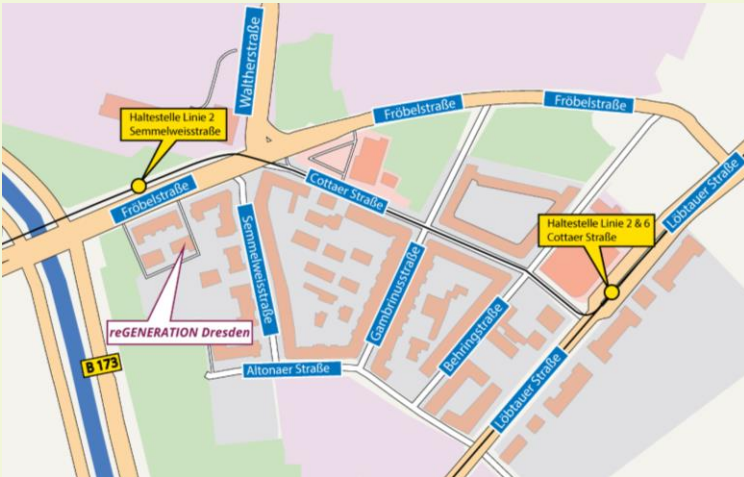 Waltherstraße
Fröbelstraße
Fröbelstraße
Haltestelle Linie 2
Semmelweisstraße
Fröbelstraße
Cottaer Straße
Löbtauer Straße
Semmelweisstraße
Haltestelle Linie 2 & 6
Cottaer Straße
Gambrinusstraße
Behringstraße
reGENERATION Dresden
B 173
Altonaer Straße
Löbtauer Straße